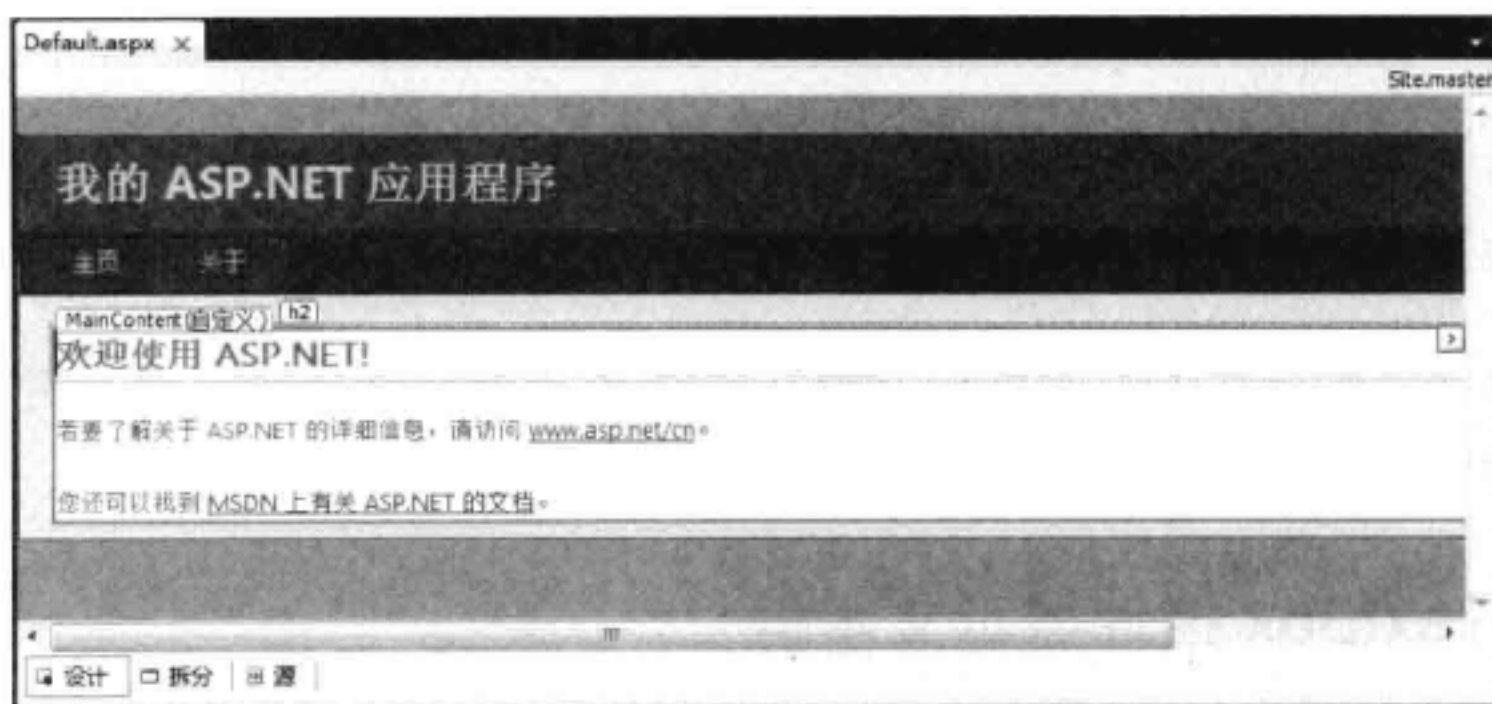 Default.aspx ×
Site.master
我的 ASP.NET 应用程序
主页 关于
MainContent(自定义) h2
欢迎使用 ASP.NET!
若要了解关于 ASP.NET 的详细信息，请访问 www.asp.net/cn。
您还可以找到 MSDN 上有关 ASP.NET 的文档。
设计 拆分 源